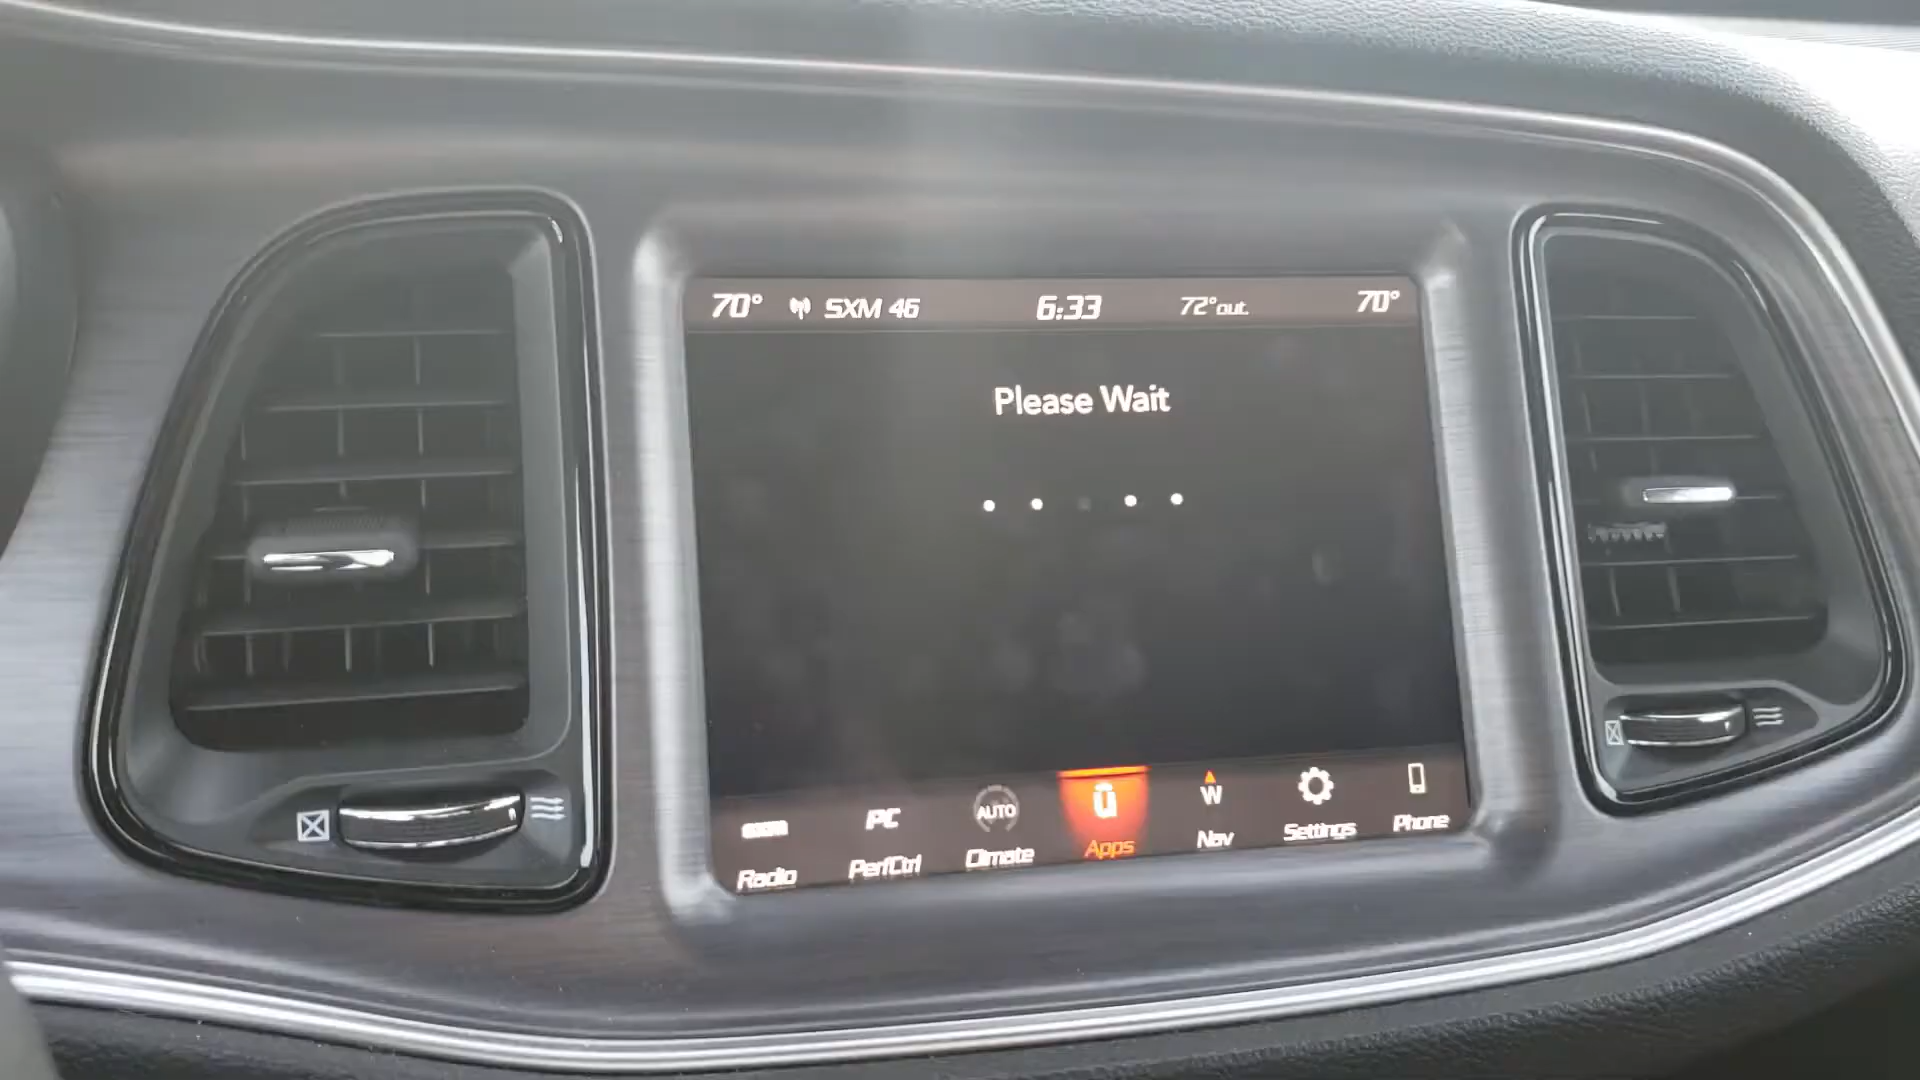 70° SXM 46 6:33 72°out. 70°
Please Wait
PC AUTO ū W
Radio PerfCtrl Climate Apps Nav Settings Phone